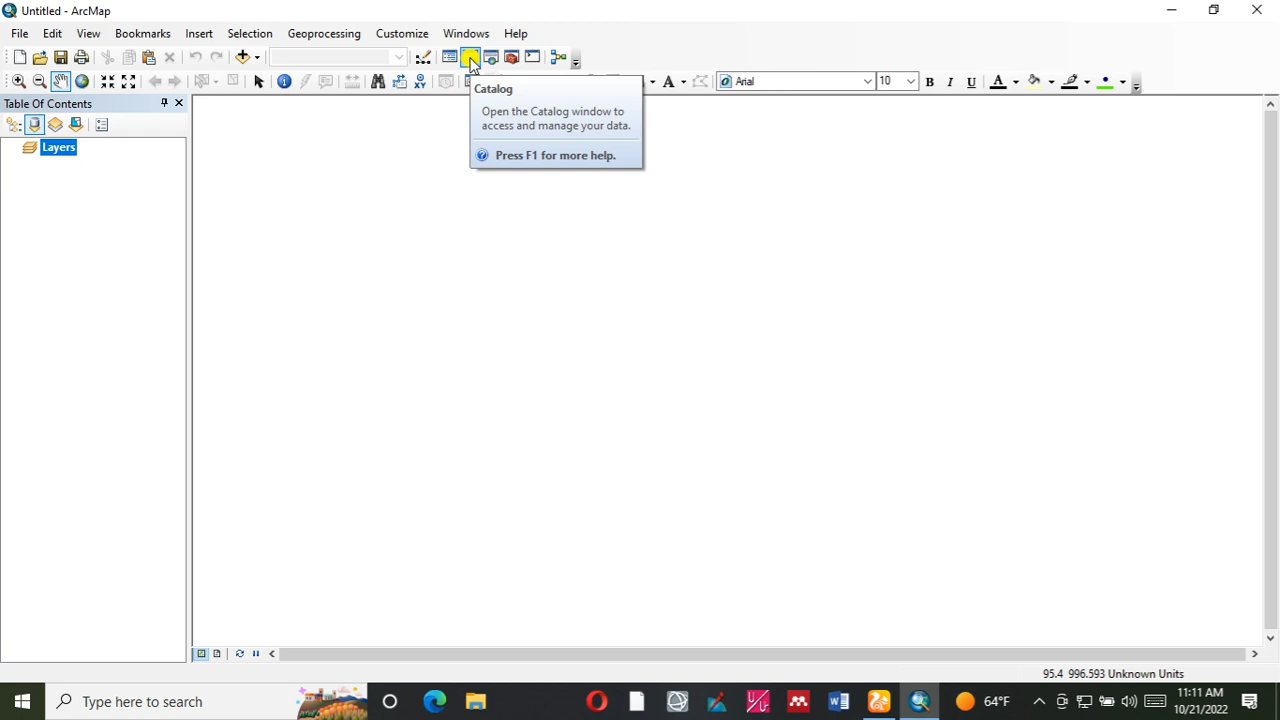 Untitled - ArcMap
File Edit View Bookmarks Insert Selection Geoprocessing Customize Windows Help
Arial 10 B I U A
Table Of Contents
Catalog
Open the Catalog window to
access and manage your data.
Press F1 for more help.
Layers
95.4 996.593 Unknown Units
Type here to search
64°F
11:11 AM
10/21/2022